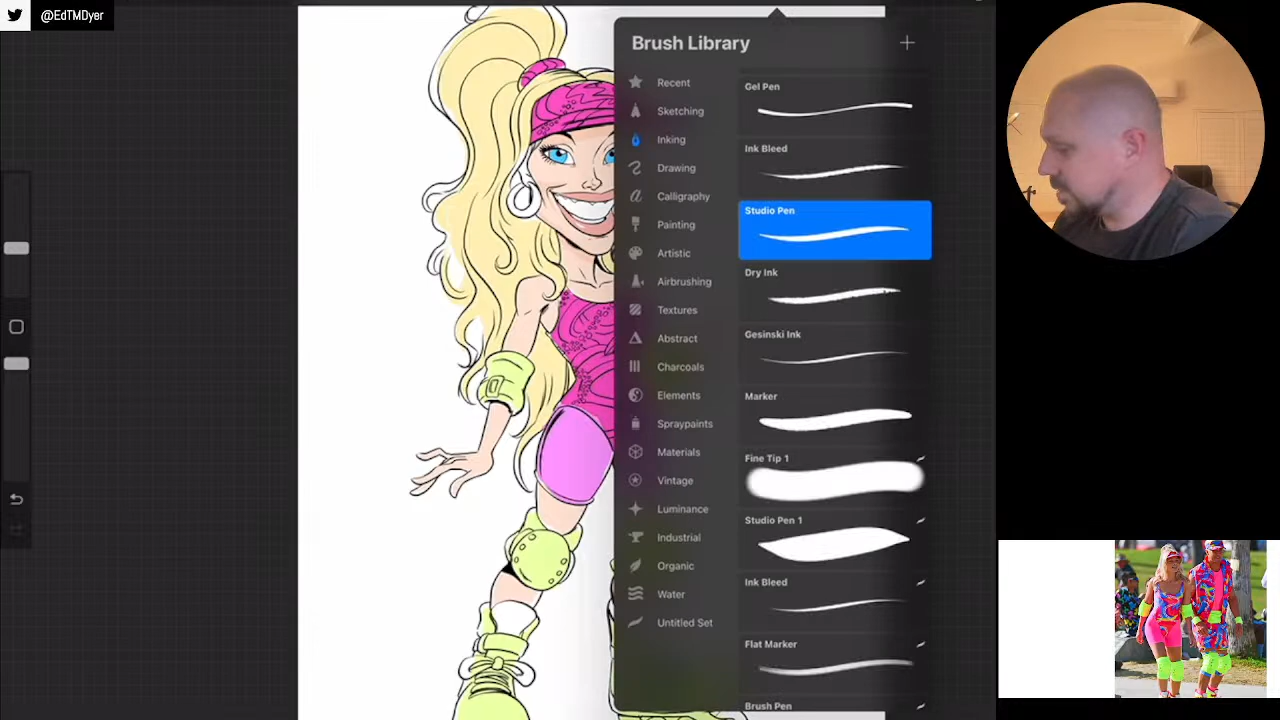 @EdTMDyer
Brush Library
Recent
Sketching
Inking
Drawing
Calligraphy
Painting
Artistic
Airbrushing
Textures
Abstract
Charcoals
Elements
Spraypaints
Materials
Vintage
Luminance
Industrial
Organic
Water
Untitled Set
Gel Pen
Ink Bleed
Studio Pen
Dry Ink
Gesinski Ink
Marker
Fine Tip 1
Studio Pen 1
Ink Bleed
Flat Marker
Brush Pen